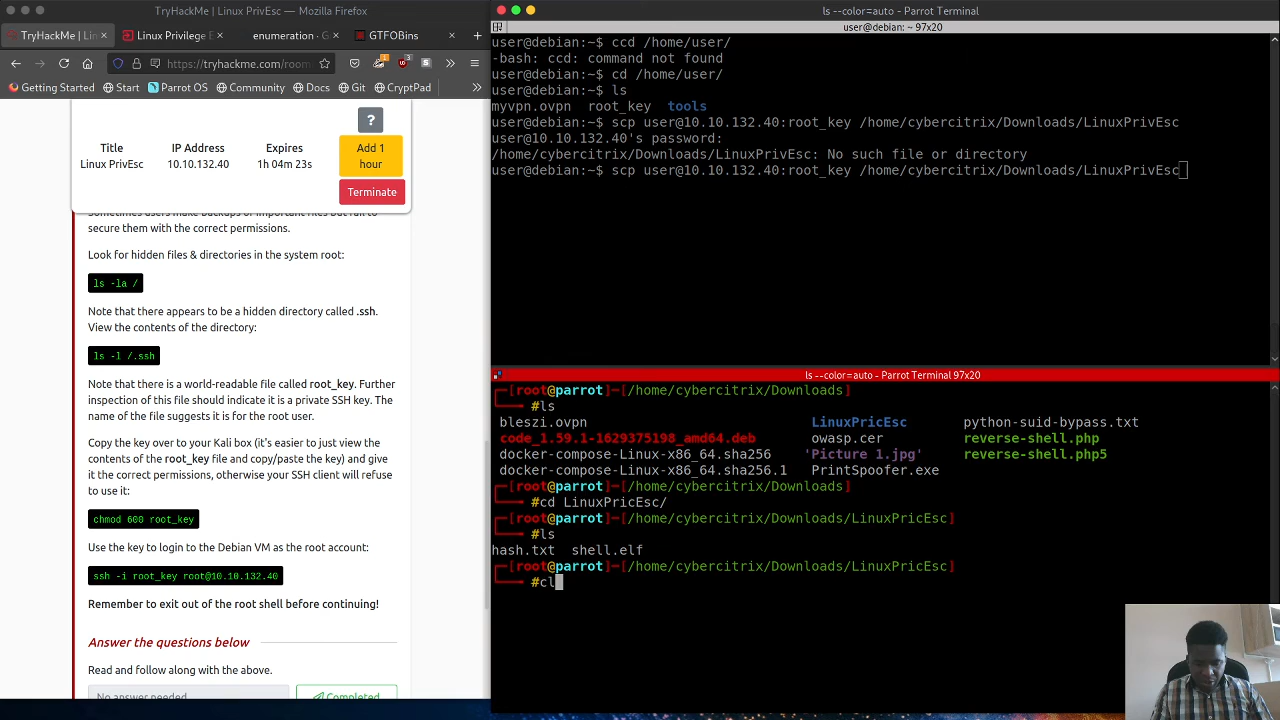 TryHackMe | Linux PrivEsc — Mozilla Firefox
TryHackMe | Lin
Linux Privilege E
enumeration - G
GTFOBins
https://tryhackme.com/room
Getting Started
Start
Parrot OS
Community
Docs
Git
CryptPad
?
Title
IP Address
Expires
Add 1
hour
Linux PrivEsc
10.10.132.40
1h 04m 23s
Terminate
Sometimes users make backups of important files but fail to
secure them with the correct permissions.
Look for hidden files & directories in the system root:
ls -la /
Note that there appears to be a hidden directory called .ssh.
View the contents of the directory:
ls -l /.ssh
Note that there is a world-readable file called root_key. Further
inspection of this file should indicate it is a private SSH key. The
name of the file suggests it is for the root user.
Copy the key over to your Kali box (it's easier to just view the
contents of the root_key file and copy/paste the key) and give
it the correct permissions, otherwise your SSH client will refuse
to use it:
chmod 600 root_key
Use the key to login to the Debian VM as the root account:
ssh -i root_key root@10.10.132.40
Remember to exit out of the root shell before continuing!
Answer the questions below
Read and follow along with the above.
No answer needed
Completed
ls --color=auto - Parrot Terminal
user@debian: ~ 97x20
user@debian:~$ ccd /home/user/
-bash: ccd: command not found
user@debian:~$ cd /home/user/
user@debian:~$ ls
myvpn.ovpn  root_key  tools
user@debian:~$ scp user@10.10.132.40:root_key /home/cybercitrix/Downloads/LinuxPrivEsc
user@10.10.132.40's password:
/home/cybercitrix/Downloads/LinuxPrivEsc: No such file or directory
user@debian:~$ scp user@10.10.132.40:root_key /home/cybercitrix/Downloads/LinuxPrivEsc
ls --color=auto - Parrot Terminal 97x20
[root@parrot]-[/home/cybercitrix/Downloads]
#ls
bleszi.ovpn LinuxPricEsc python-suid-bypass.txt
code_1.59.1-1629375198_amd64.deb owasp.cer reverse-shell.php
docker-compose-Linux-x86_64.sha256 'Picture 1.jpg' reverse-shell.php5
docker-compose-Linux-x86_64.sha256.1 PrintSpoofer.exe
[root@parrot]-[/home/cybercitrix/Downloads]
#cd LinuxPricEsc/
[root@parrot]-[/home/cybercitrix/Downloads/LinuxPricEsc]
#ls
hash.txt  shell.elf
[root@parrot]-[/home/cybercitrix/Downloads/LinuxPricEsc]
#cl